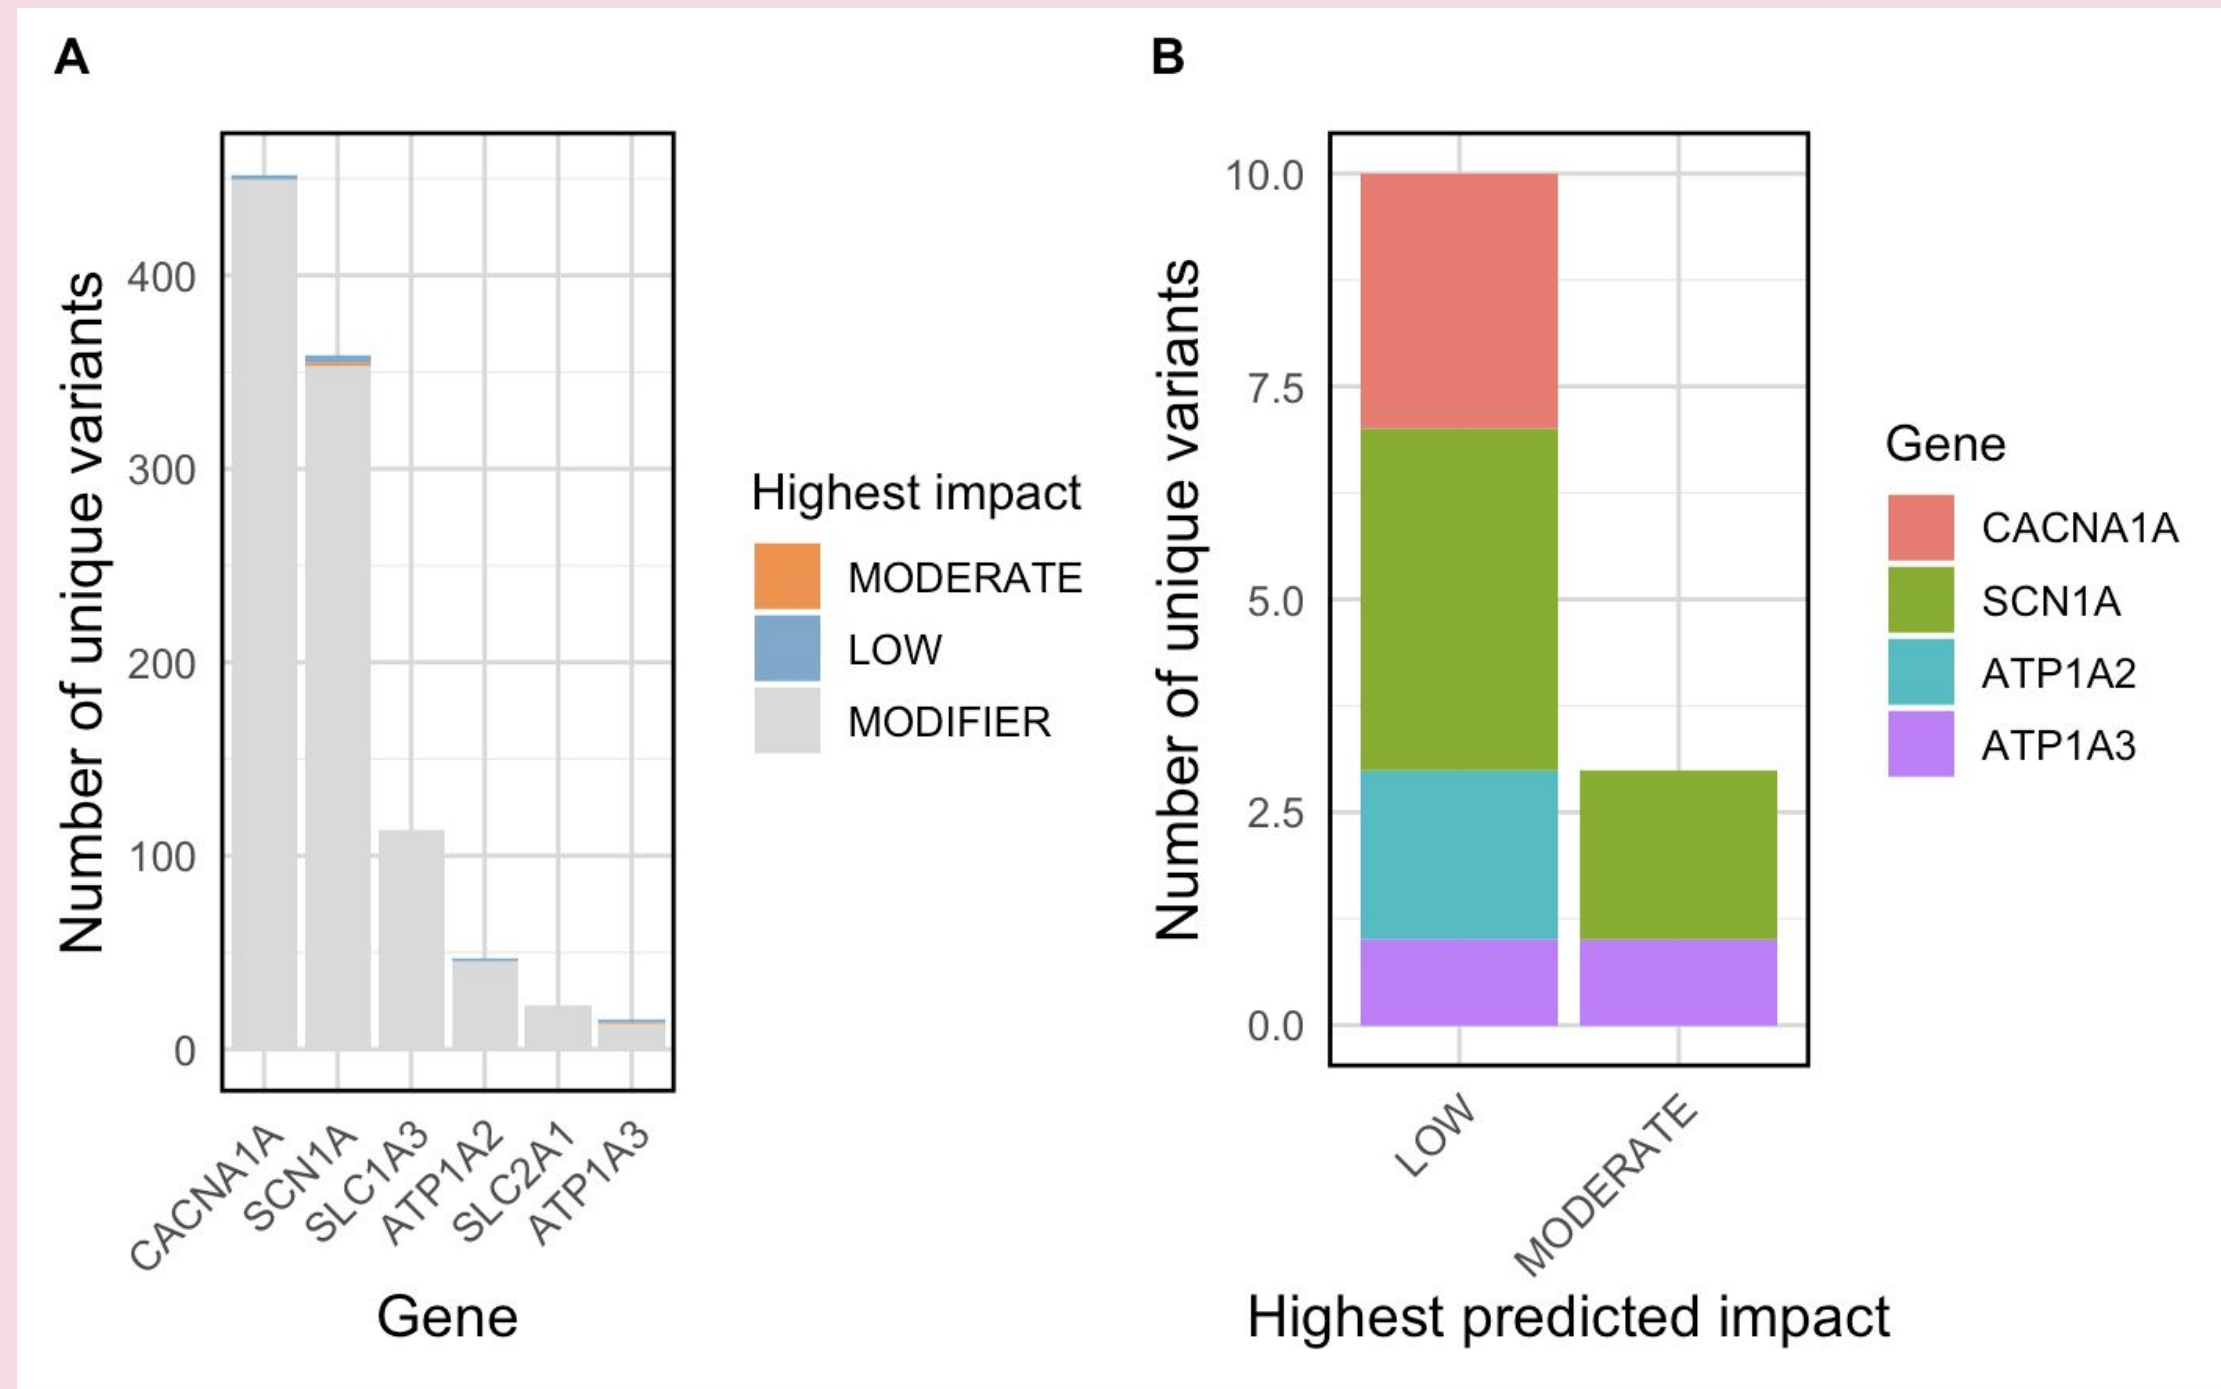 A
Number of unique variants
400
300
200
100
0
CACNA1A
SCN1A
SLC1A3
ATP1A2
SLC2A1
ATP1A3
Gene
Highest impact
MODERATE
LOW
MODIFIER
B
Number of unique variants
10.0
7.5
5.0
2.5
0.0
LOW
MODERATE
Highest predicted impact
Gene
CACNA1A
SCN1A
ATP1A2
ATP1A3